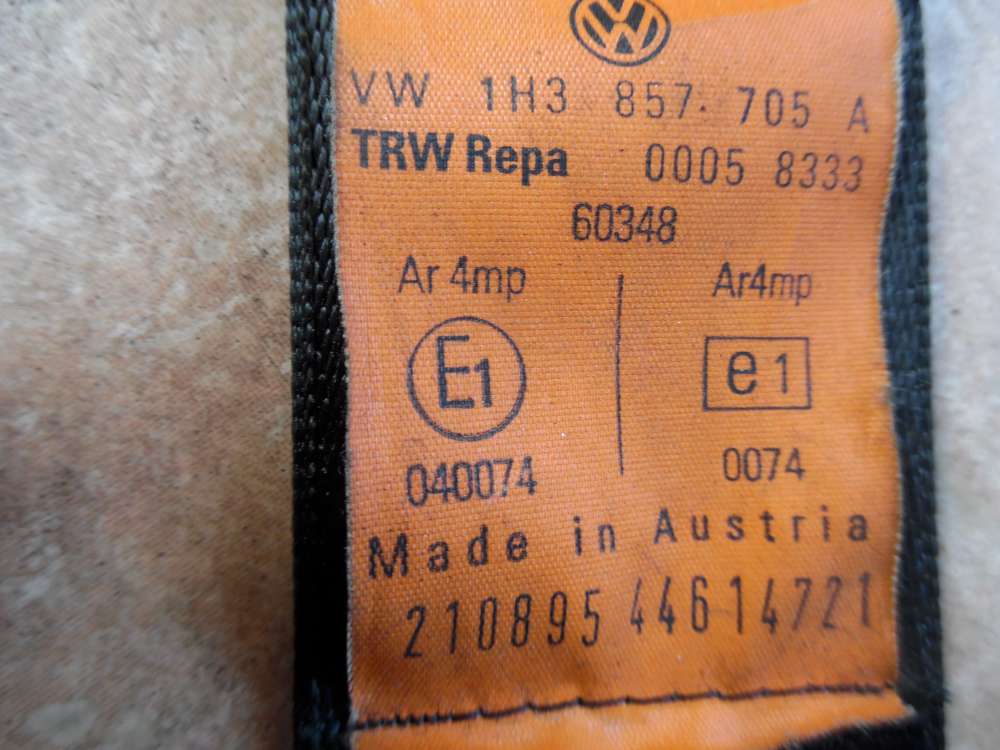 VW 1H3 857 705 A
TRW Repa 0005 8333
60348
Ar 4mp Ar4mp
E1 e1
040074 0074
Made in Austria
210895 44614721